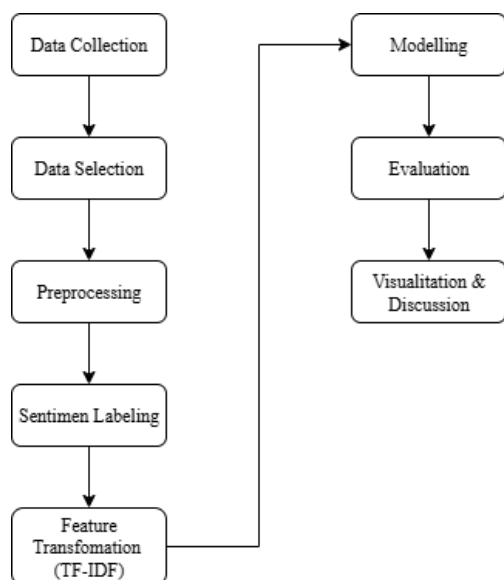 Data Collection
Data Selection
Preprocessing
Sentimen Labeling
Feature
Transfomation
(TF-IDF)
Modelling
Evaluation
Visualitation &
Discussion